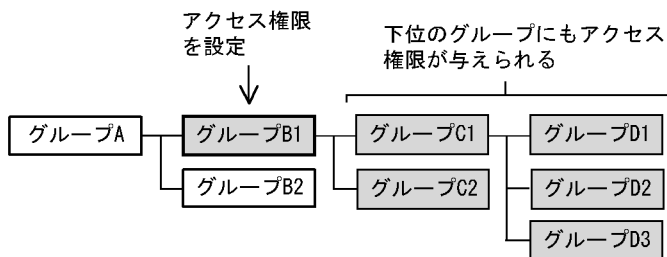 アクセス権限
を設定
下位のグループにもアクセス
権限が与えられる
グループA
グループB1
グループC1
グループD1
グループB2
グループC2
グループD2
グループD3